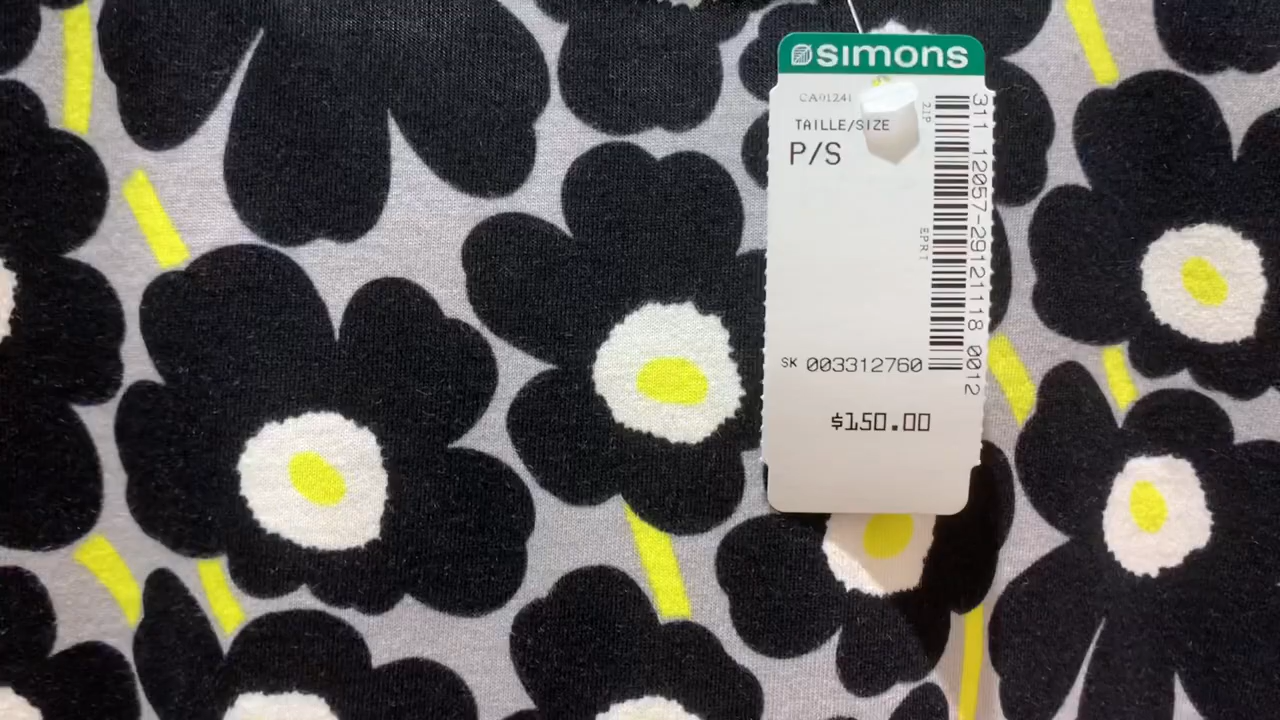 simons
CA01241
TAILLE/SIZE
P/S
311 12057-29121118 0012
SK 003312760
$150.00